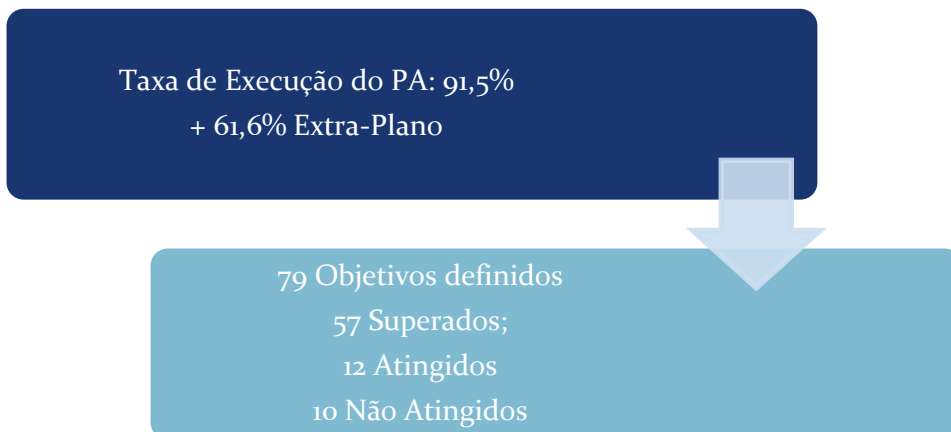 Taxa de Execução do PA: 91,5%
+ 61,6% Extra-Plano
79 Objetivos definidos
57 Superados;
12 Atingidos
10 Não Atingidos